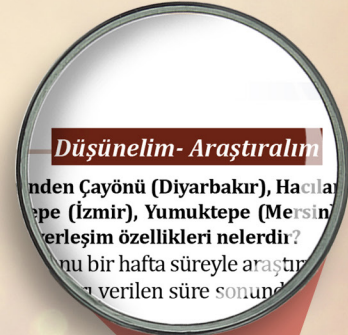 Düşünelim- Araştıralım
nden Çayönü (Diyarbakır), Hacılar
epe (İzmir), Yumuktepe (Mersin)
yerleşim özellikleri nelerdir?
nu bir hafta süreyle araştır
verilen süre sonund